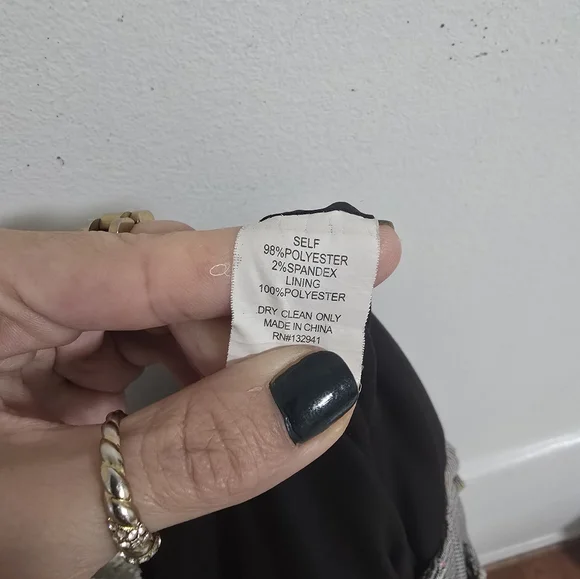 SELF
98%POLYESTER
2%SPANDEX
LINING
100%POLYESTER
DRY CLEAN ONLY
MADE IN CHINA
RN#132941